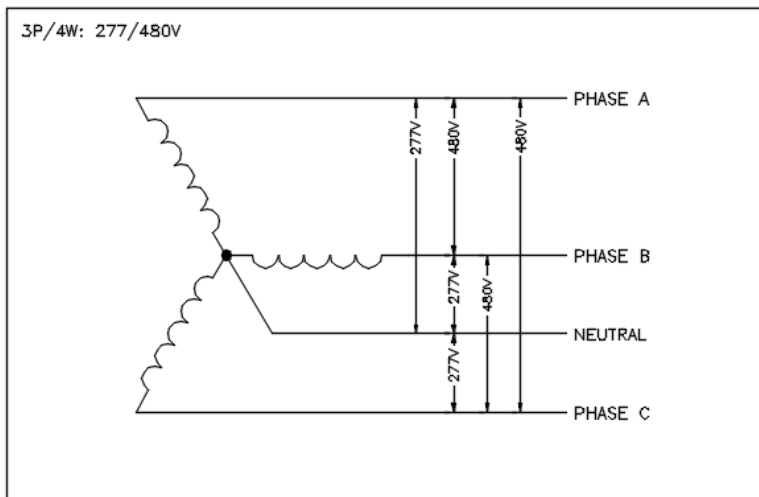 3P/4W: 277/480V
PHASE A
277V
480V
480V
PHASE B
277V
480V
NEUTRAL
277V
PHASE C